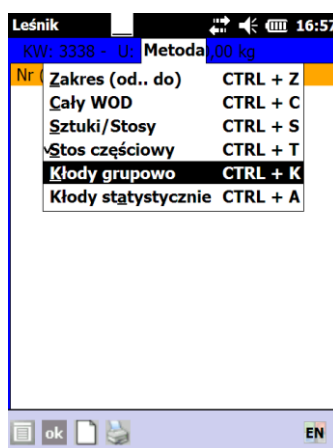 Leśnik 16:57
KW: 3338 - U: Metoda ,00 kg
Nr (
Zakres (od.. do) CTRL + Z
Cały WOD CTRL + C
Sztuki/Stosy CTRL + S
Stos częściowy CTRL + T
Kłody grupowo CTRL + K
Kłody statystycznie CTRL + A
ok EN